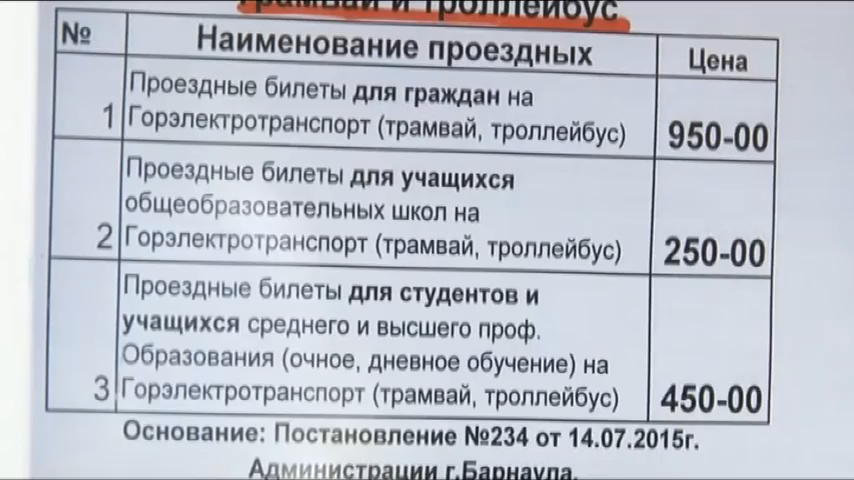 Трамвай и троллейбус
№ Наименование проездных Цена
Проездные билеты для граждан на
1 Горэлектротранспорт (трамвай, троллейбус) 950-00
Проездные билеты для учащихся
общеобразовательных школ на
2 Горэлектротранспорт (трамвай, троллейбус) 250-00
Проездные билеты для студентов и
учащихся среднего и высшего проф.
Образования (очное, дневное обучение) на
3 Горэлектротранспорт (трамвай, троллейбус) 450-00
Основание: Постановление №234 от 14.07.2015г.
Администрации г.Барнаула.